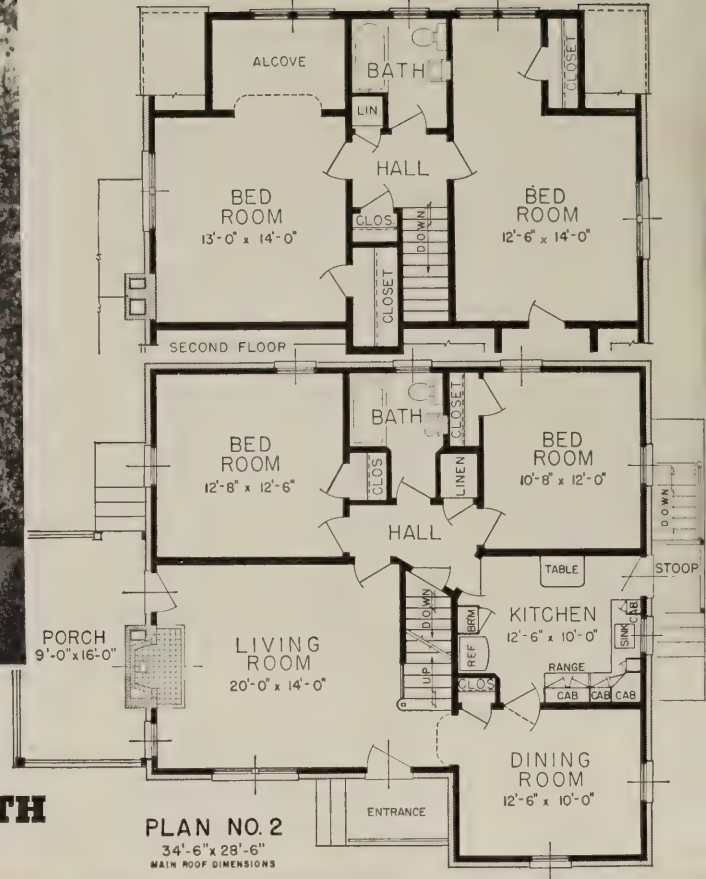 ALCOVE
BATH
CLOSET
LIN
HALL
BED
ROOM
13'-0" x 14'-0"
CLOS.
DOWN
BED
ROOM
12'-6" x 14'-0"
CLOSET
SECOND FLOOR
BED
ROOM
12'-8" x 12'-6"
BATH
CLOSET
CLOS
LINEN
BED
ROOM
10'-8" x 12'-0"
DOWN
HALL
STOOP
TABLE
PORCH
9'-0"x16'-0"
LIVING
ROOM
20'-0" x 14'-0"
DOWN
UP
BRM
REF
KITCHEN
12'-6" x 10'-0"
CAB
SINK
RANGE
CAB
CAB
CAB
CLOS
DINING
ROOM
12'-6" x 10'-0"
ENTRANCE
TH
PLAN NO. 2
34'-6"x 28'-6"
MAIN ROOF DIMENSIONS